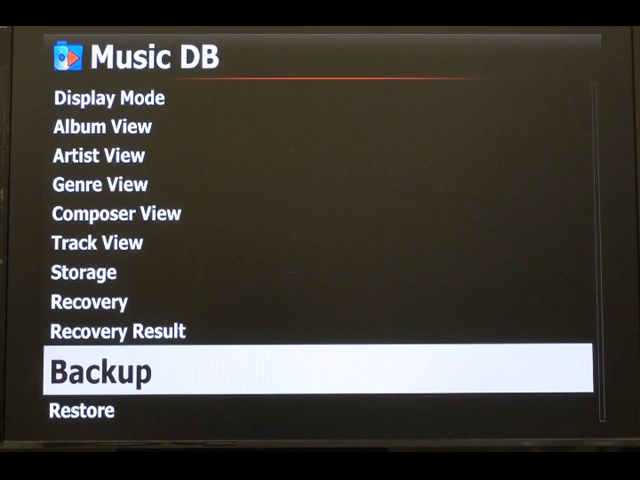 Music DB
Display Mode
Album View
Artist View
Genre View
Composer View
Track View
Storage
Recovery
Recovery Result
Backup
Restore